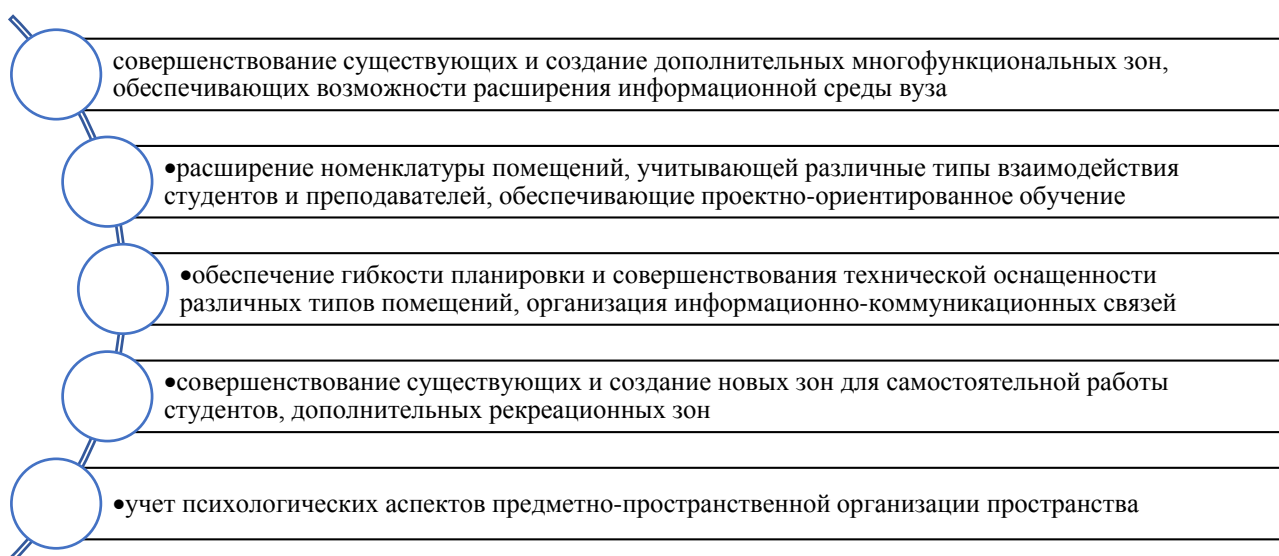 совершенствование существующих и создание дополнительных многофункциональных зон,
обеспечивающих возможности расширения информационной среды вуза
•расширение номенклатуры помещений, учитывающей различные типы взаимодействия
студентов и преподавателей, обеспечивающие проектно-ориентированное обучение
•обеспечение гибкости планировки и совершенствования технической оснащенности
различных типов помещений, организация информационно-коммуникационных связей
•совершенствование существующих и создание новых зон для самостоятельной работы
студентов, дополнительных рекреационных зон
•учет психологических аспектов предметно-пространственной организации пространства